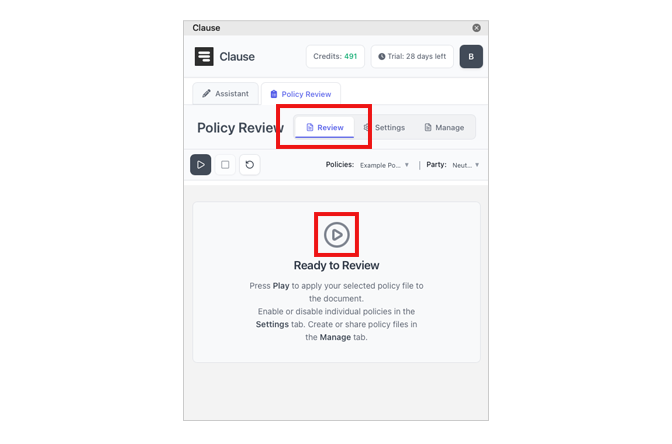 Clause
Clause
Credits: 491
Trial: 28 days left
B
Assistant
Policy Review
Policy Review
Review
Settings
Manage
Policies:
Example Po...
Party:
Neut...
Ready to Review
Press Play to apply your selected policy file to
the document.
Enable or disable individual policies in the
Settings tab. Create or share policy files in
the Manage tab.